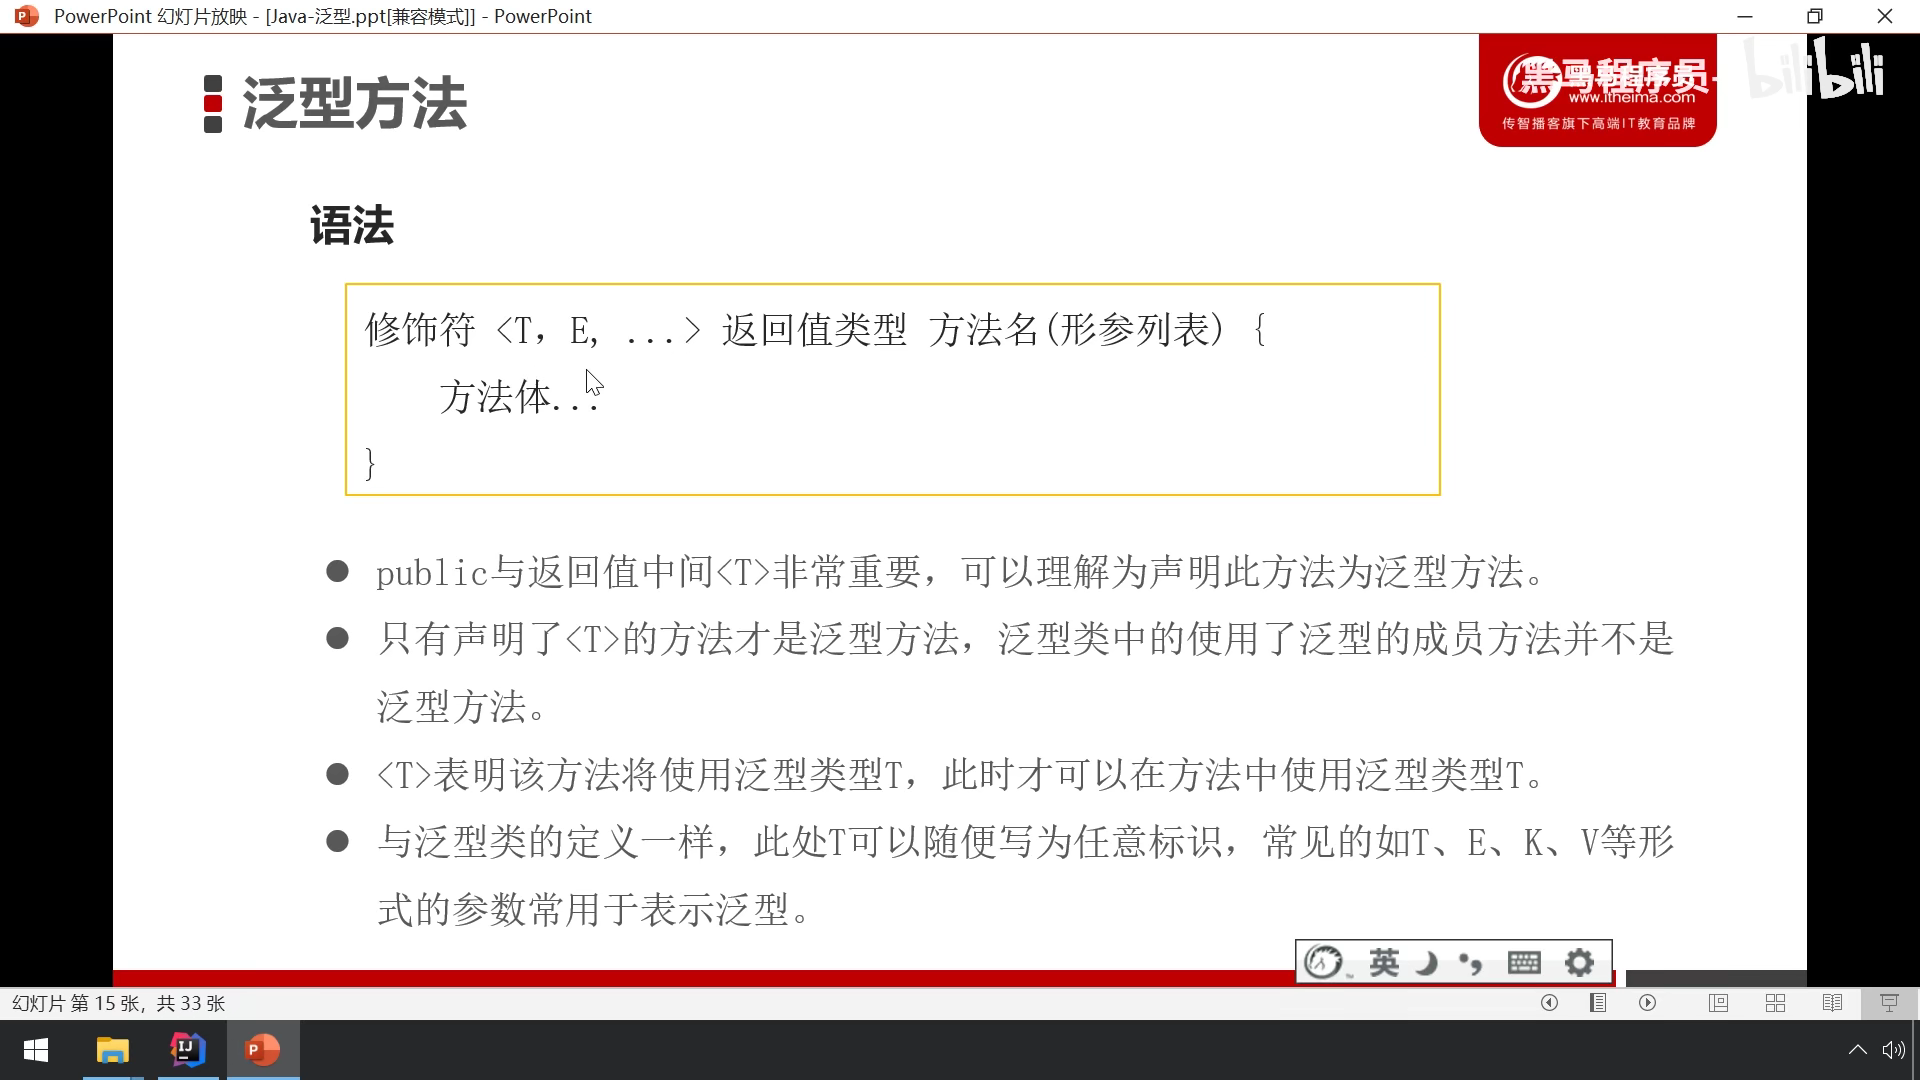 PowerPoint 幻灯片放映 - [Java-泛型.ppt[兼容模式]] - PowerPoint
泛型方法
黑马程序员-
bilibili
www.itheima.com
传智播客旗下高端IT教育品牌
语法
修饰符 <T，E, ...> 返回值类型 方法名(形参列表) {
方法体...
}
● public与返回值中间<T>非常重要，可以理解为声明此方法为泛型方法。
● 只有声明了<T>的方法才是泛型方法，泛型类中的使用了泛型的成员方法并不是
泛型方法。
● <T>表明该方法将使用泛型类型T，此时才可以在方法中使用泛型类型T。
● 与泛型类的定义一样，此处T可以随便写为任意标识，常见的如T、E、K、V等形
式的参数常用于表示泛型。
英
幻灯片 第 15 张，共 33 张